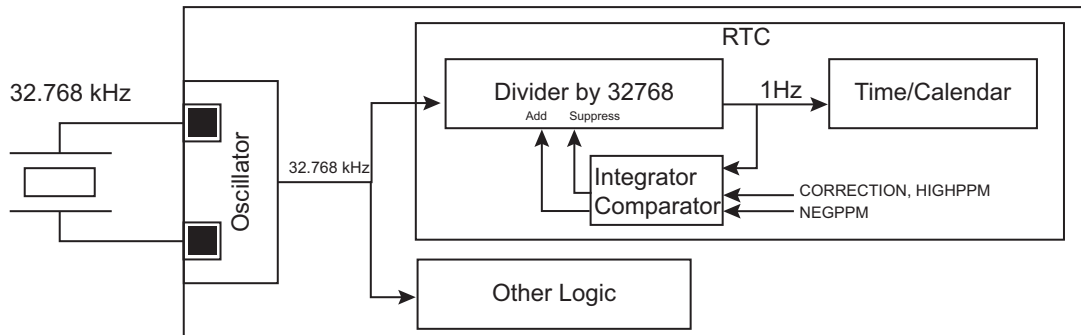 RTC
32.768 kHz
Divider by 32768
1Hz
Time/Calendar
Add Suppress
Oscillator
32.768 kHz
Integrator
Comparator
CORRECTION, HIGHPPM
NEGPPM
Other Logic